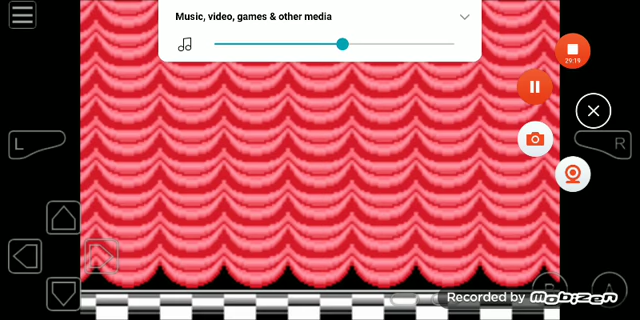 Music, video, games & other media
29:19
L
R
B
A
Recorded by mobizen